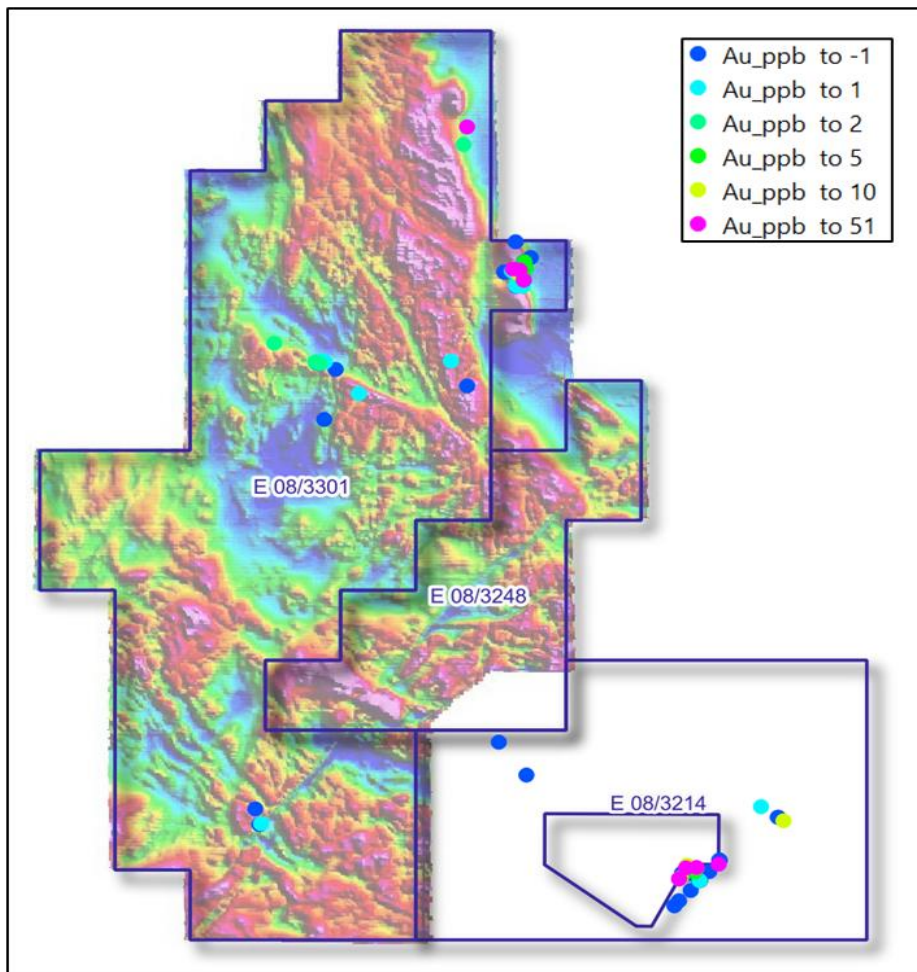 Au_ppb to -1
Au_ppb to 1
Au_ppb to 2
Au_ppb to 5
Au_ppb to 10
Au_ppb to 51
E 08/3301
E 08/3248
E 08/3214